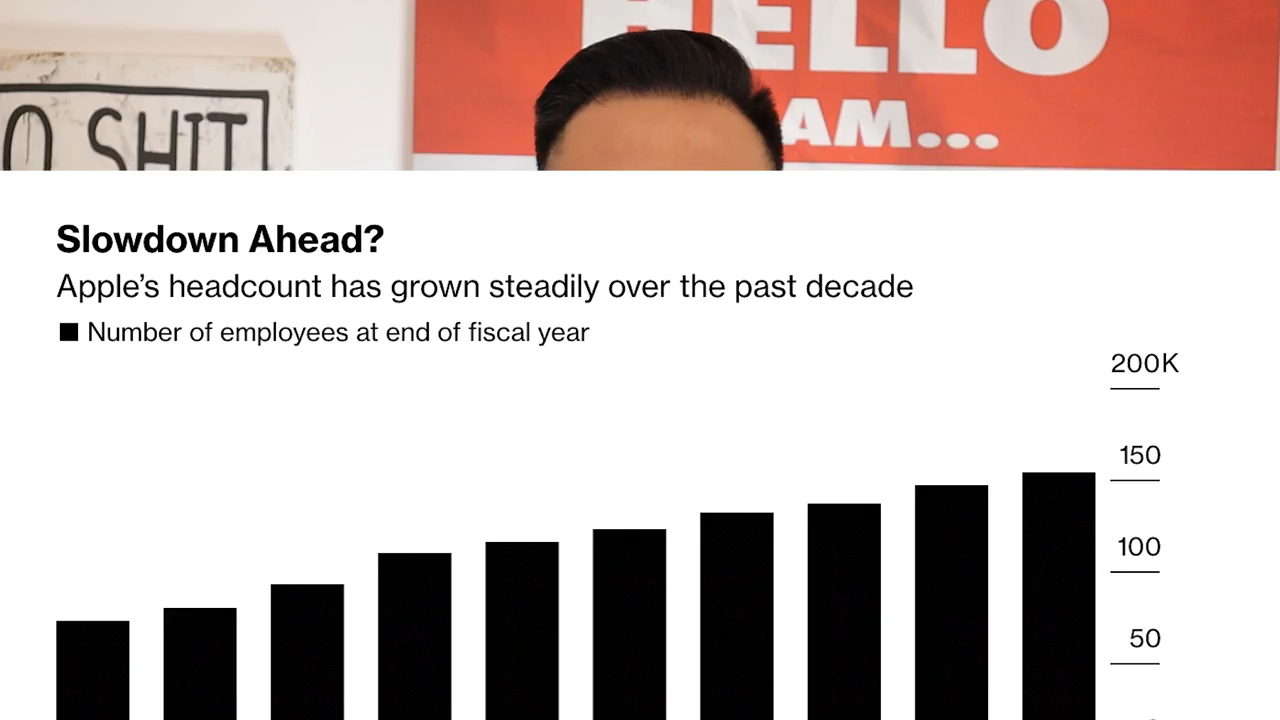 HELLO
AM...
O SHIT
Slowdown Ahead?
Apple’s headcount has grown steadily over the past decade
Number of employees at end of fiscal year
200K
150
100
50